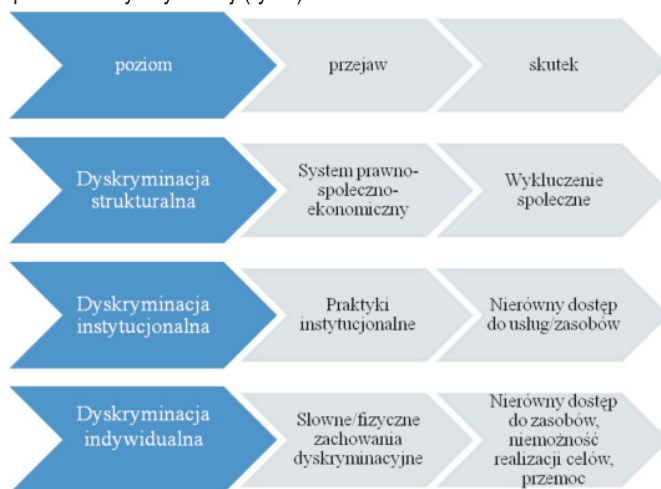 poziom
przejaw
skutek
Dyskryminacja
strukturalna
System prawno-
społeczno-
ekonomiczny
Wykluczenie
społeczne
Dyskryminacja
instytucjonalna
Praktyki
instytucjonalne
Nierówny dostęp
do usług/zasobów
Dyskryminacja
indywidualna
Słowne/fizyczne
zachowania
dyskryminacyjne
Nierówny dostęp
do zasobów,
niemożność
realizacji celów,
przemoc